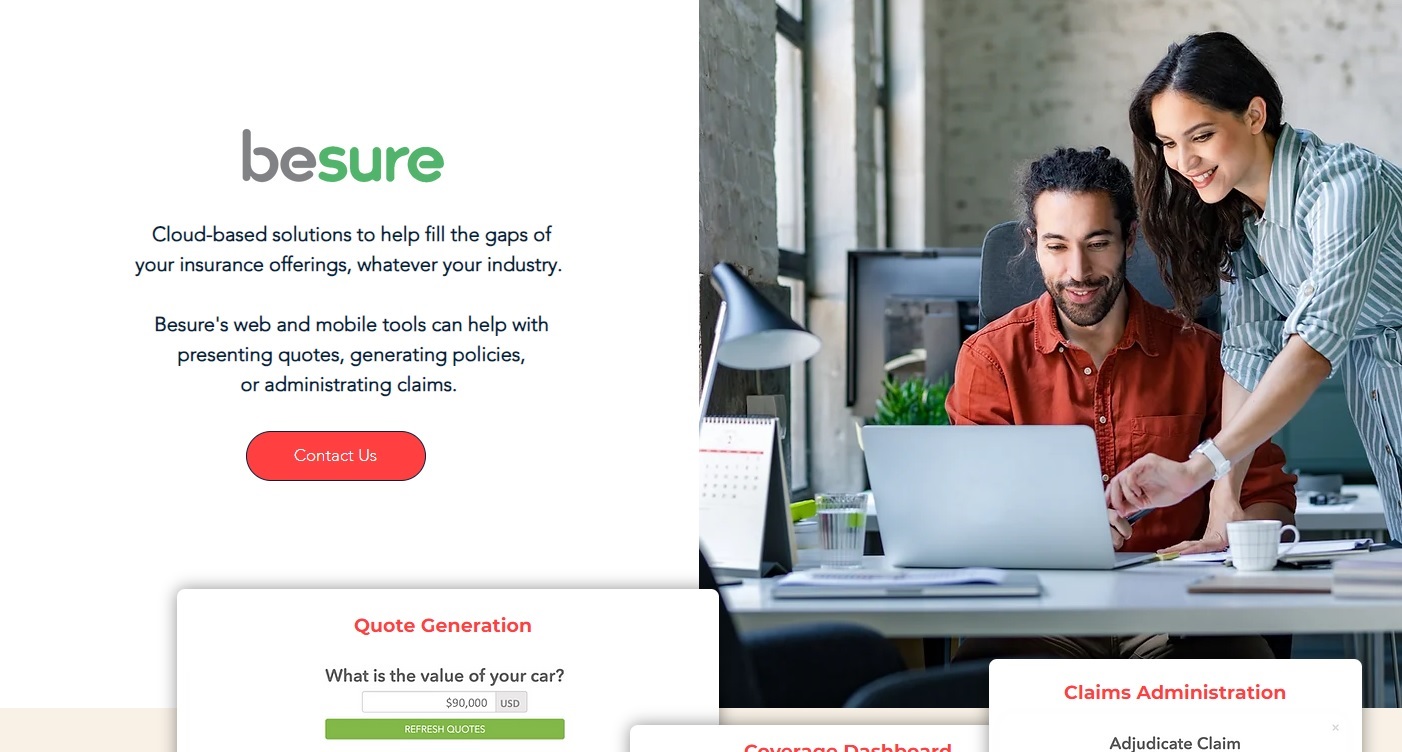 besure
Cloud-based solutions to help fill the gaps of
your insurance offerings, whatever your industry.
Besure's web and mobile tools can help with
presenting quotes, generating policies,
or administrating claims.
Contact Us
Quote Generation
What is the value of your car?
$90,000 USD
REFRESH QUOTES
Coverage Dashboard
Claims Administration
×
Adjudicate Claim